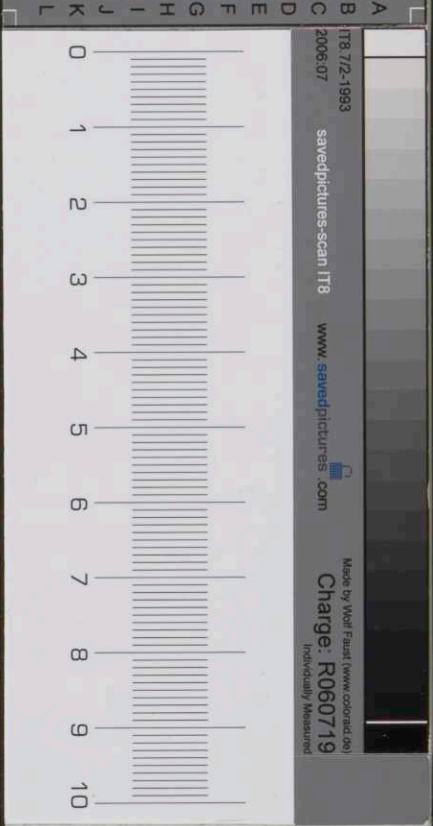 A B C D E F G H I J K L
IT8.7/2-1993
2006:07
savedpictures-scan IT8
www.savedpictures.com
Made by Wolf Faust (www.coloraid.de)
Charge: R060719
Individually Measured
0 1 2 3 4 5 6 7 8 9 10